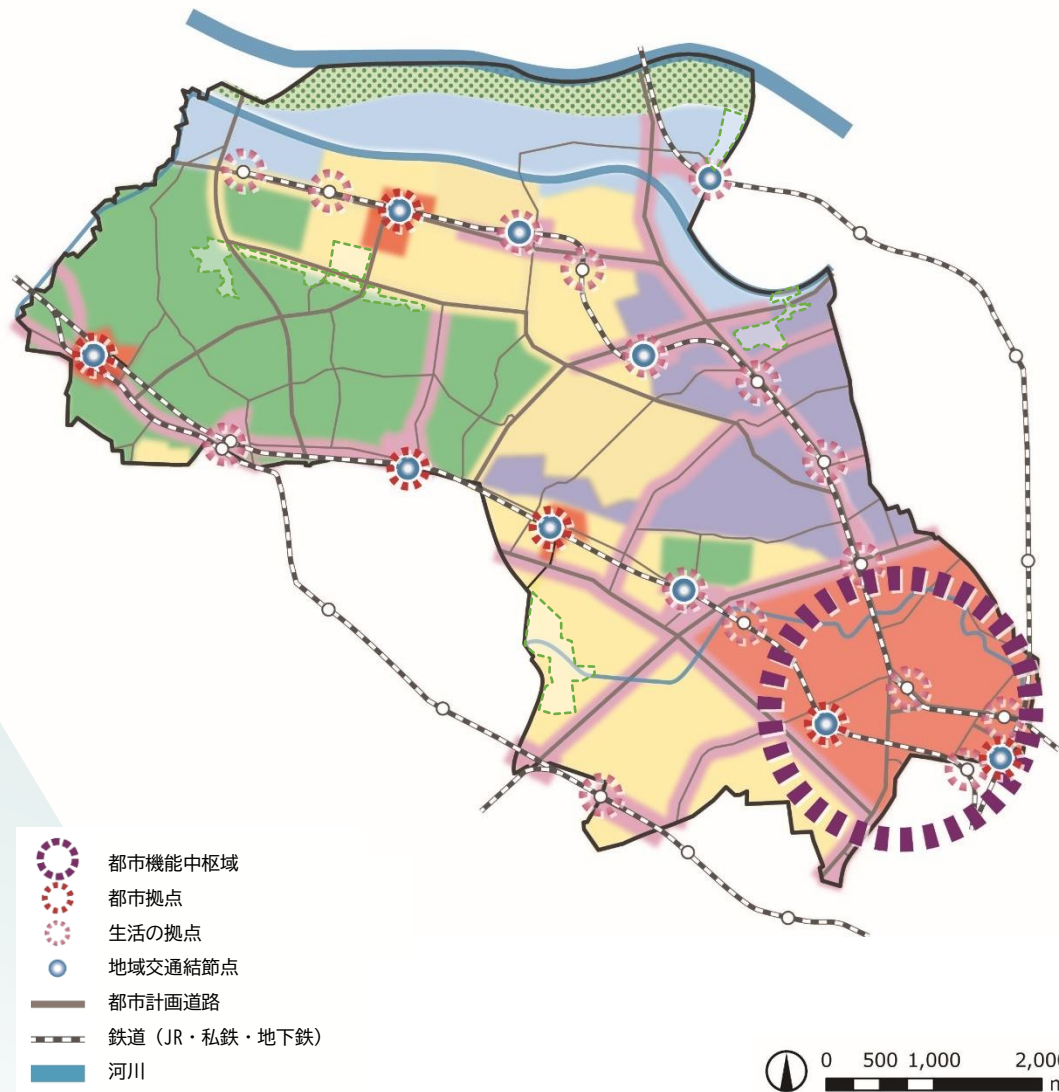 都市機能中枢域
都市拠点
生活の拠点
地域交通結節点
都市計画道路
鉄道（JR・私鉄・地下鉄）
河川
0 500 1,000 2,000
m